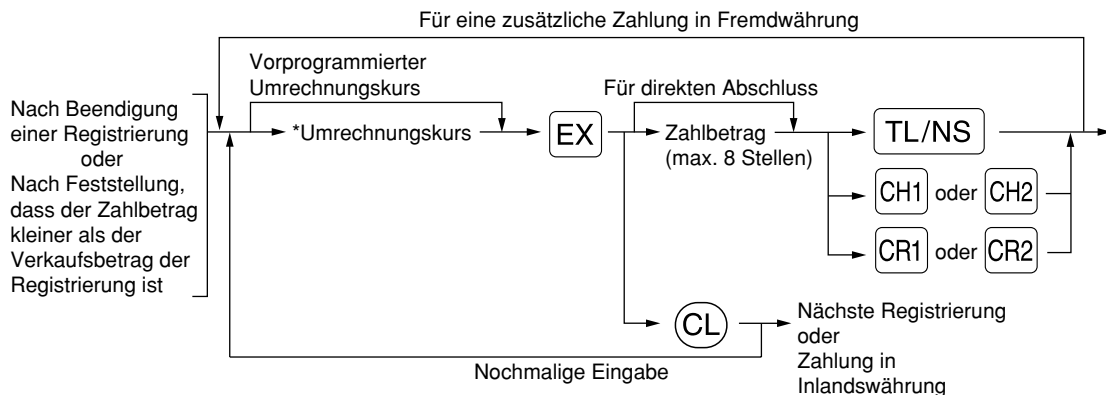 Für eine zusätzliche Zahlung in Fremdwährung
Vorprogrammierter
Umrechnungskurs
Für direkten Abschluss
Nach Beendigung
einer Registrierung
oder
Nach Feststellung,
dass der Zahlbetrag
kleiner als der
Verkaufsbetrag der
Registrierung ist
*Umrechnungskurs
EX
Zahlbetrag
(max. 8 Stellen)
TL/NS
CH1 oder CH2
CR1 oder CR2
CL
Nächste Registrierung
oder
Zahlung in
Inlandswährung
Nochmalige Eingabe